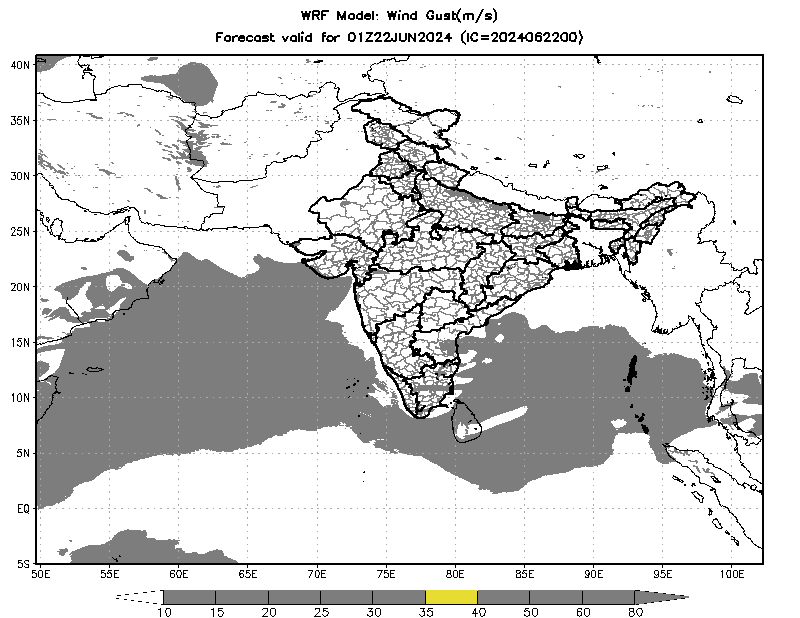 WRF Model: Wind Gust(m/s)
Forecast valid for 01Z22JUN2024 (IC=2024062200)
40N
35N
30N
25N
20N
15N
10N
5N
EQ
5S
50E 55E 60E 65E 70E 75E 80E 85E 90E 95E 100E
10 15 20 25 30 35 40 50 60 80